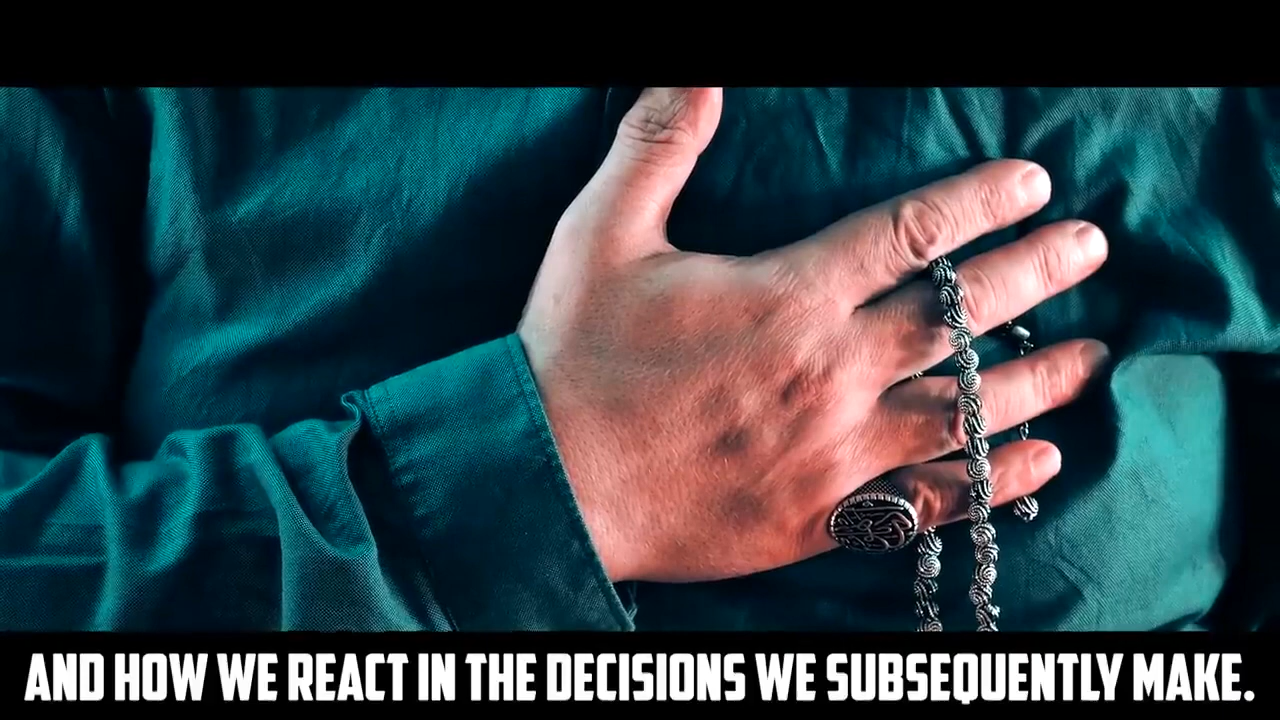 AND HOW WE REACT IN THE DECISIONS WE SUBSEQUENTLY MAKE.